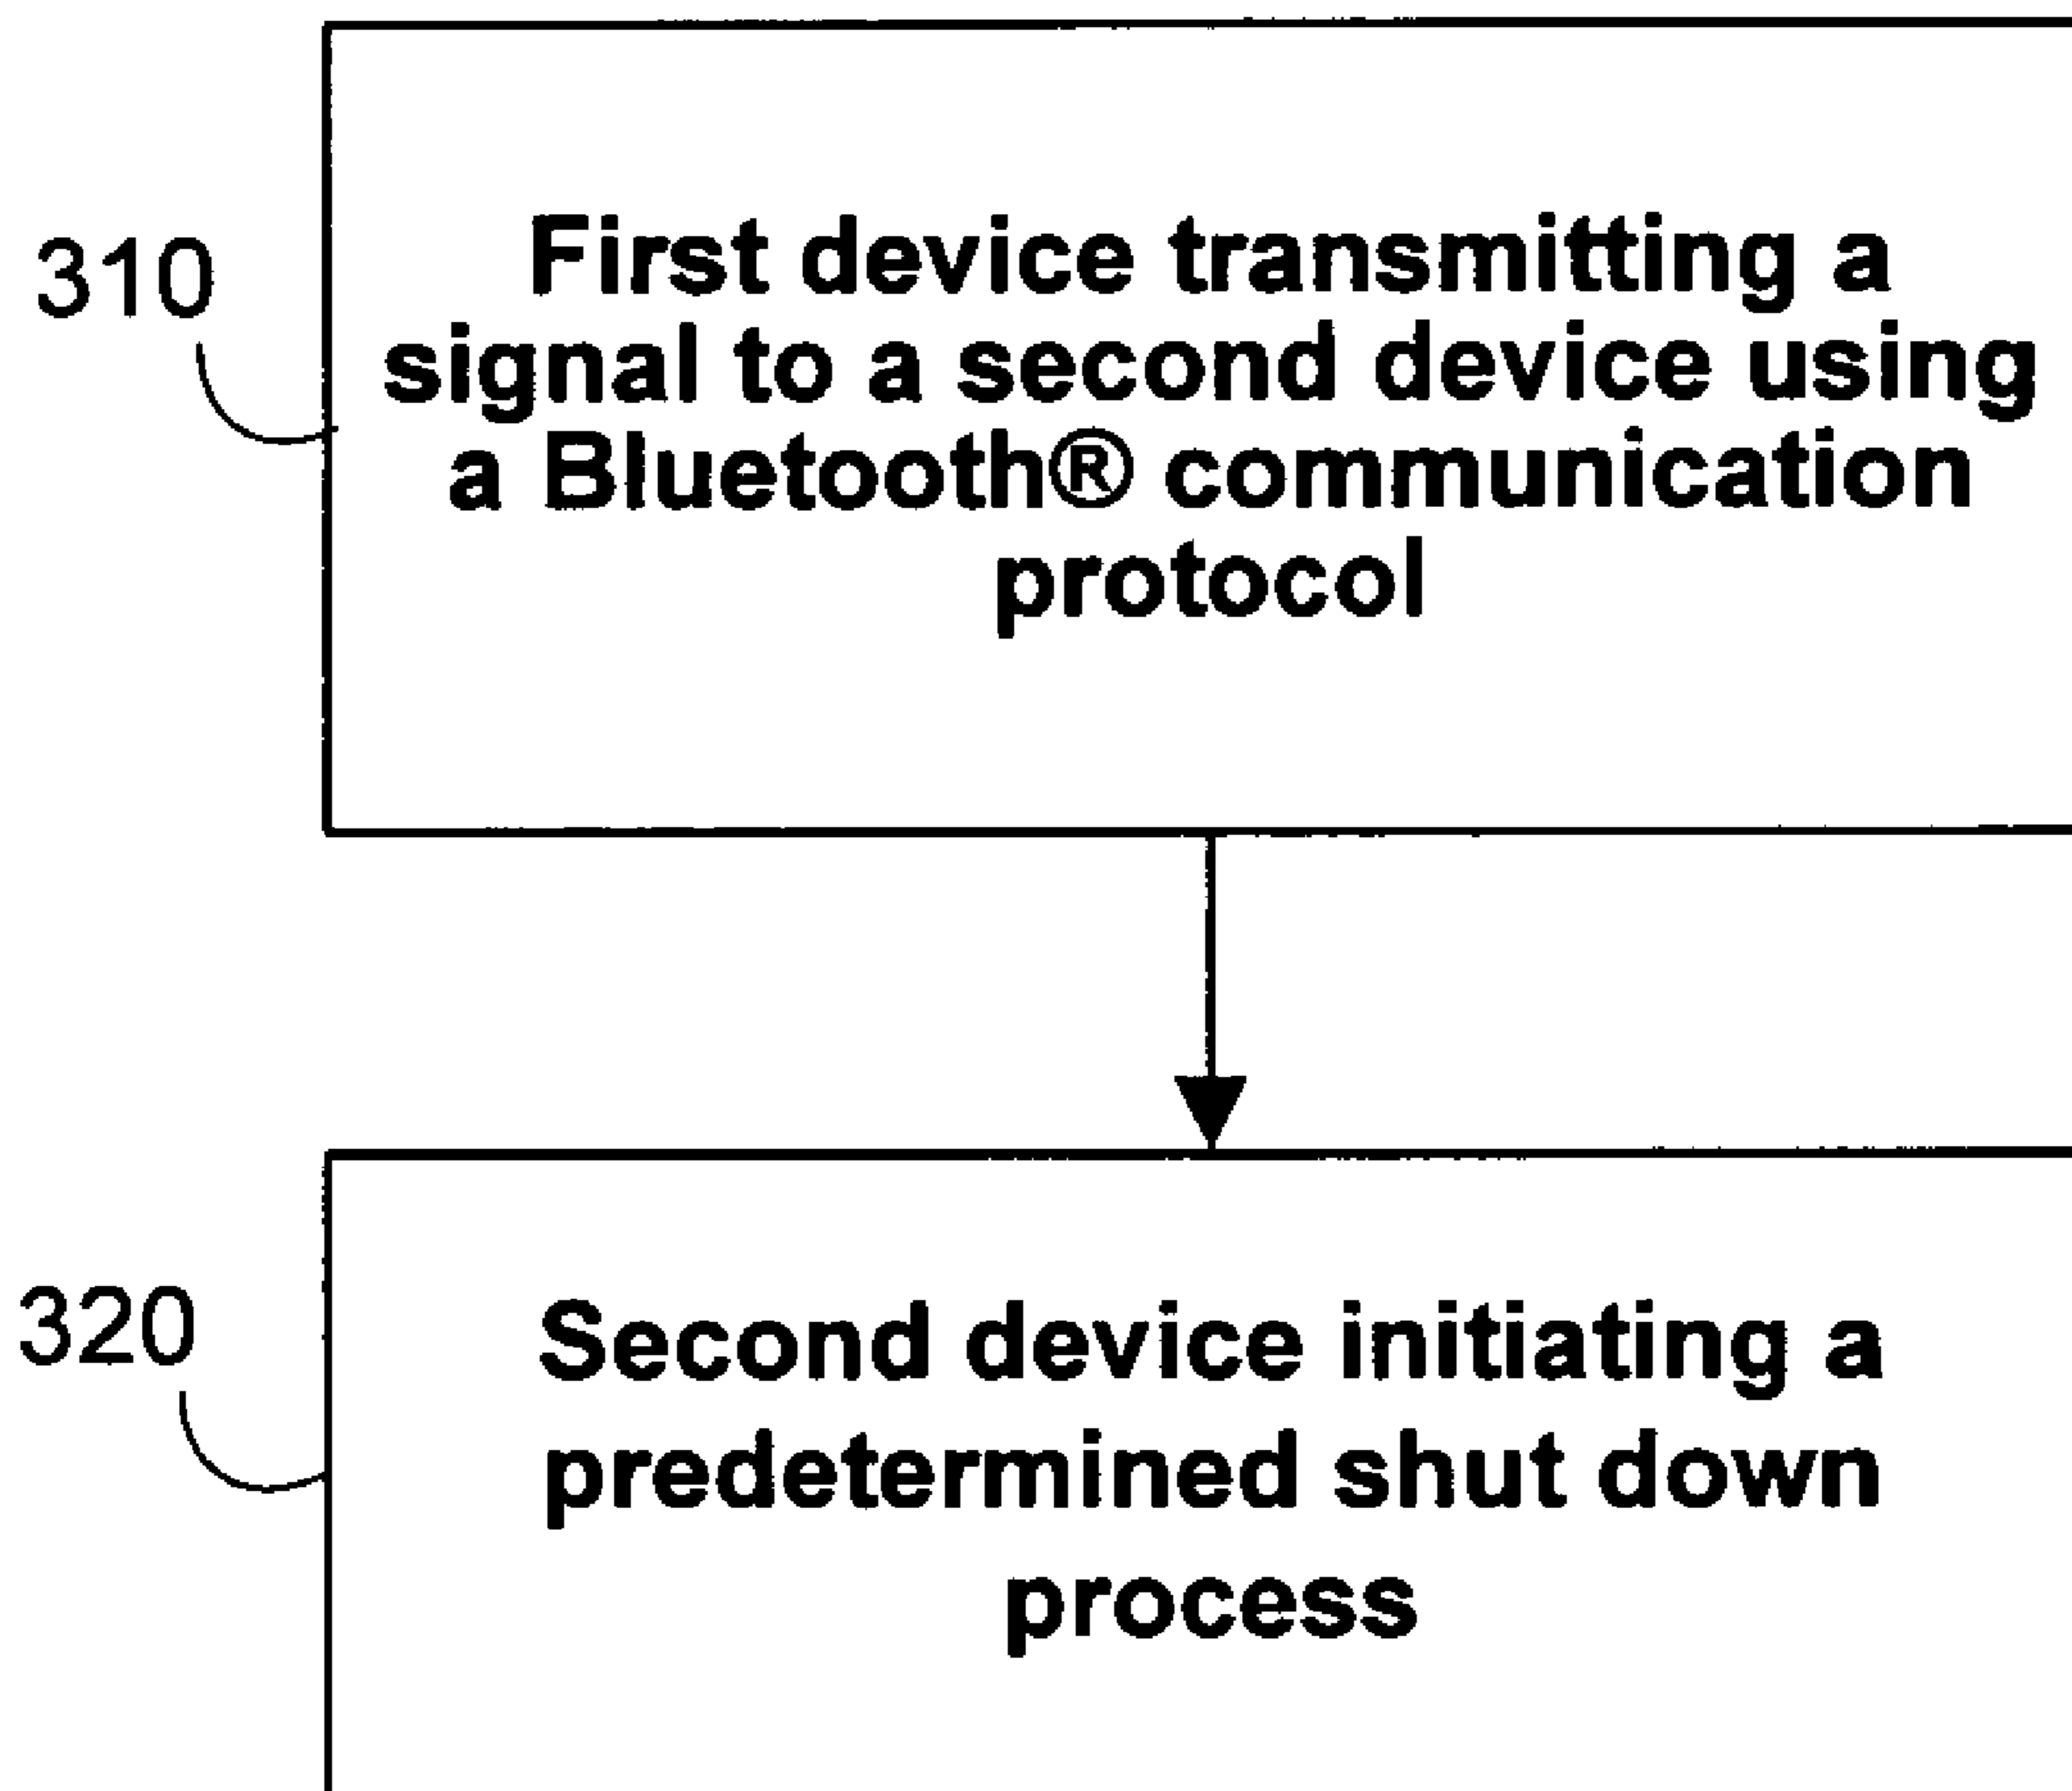 310
First device transmitting a
signal to a second device using
a Bluetooth® communication
protocol
320
Second device initiating a
predetermined shut down
process